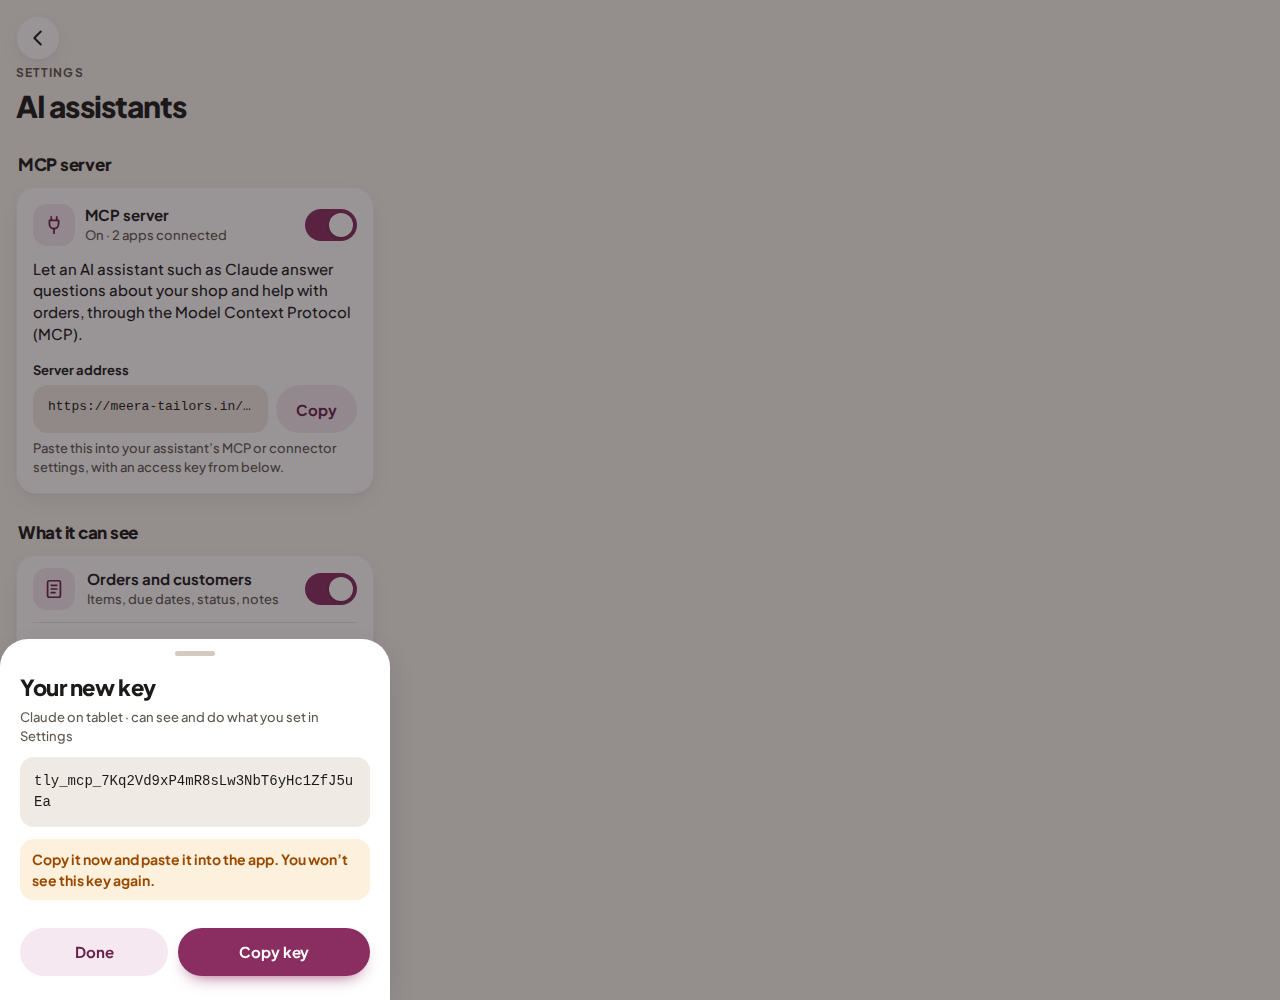 SETTINGS
AI assistants
MCP server
MCP server
On · 2 apps connected
Let an AI assistant such as Claude answer
questions about your shop and help with
orders, through the Model Context Protocol
(MCP).
Server address
https://meera-tailors.in/…
Copy
Paste this into your assistant’s MCP or connector
settings, with an access key from below.
What it can see
Orders and customers
Items, due dates, status, notes
Your new key
Claude on tablet · can see and do what you set in
Settings
tly_mcp_7Kq2Vd9xP4mR8sLw3NbT6yHc1ZfJ5u
Ea
Copy it now and paste it into the app. You won’t
see this key again.
Done
Copy key